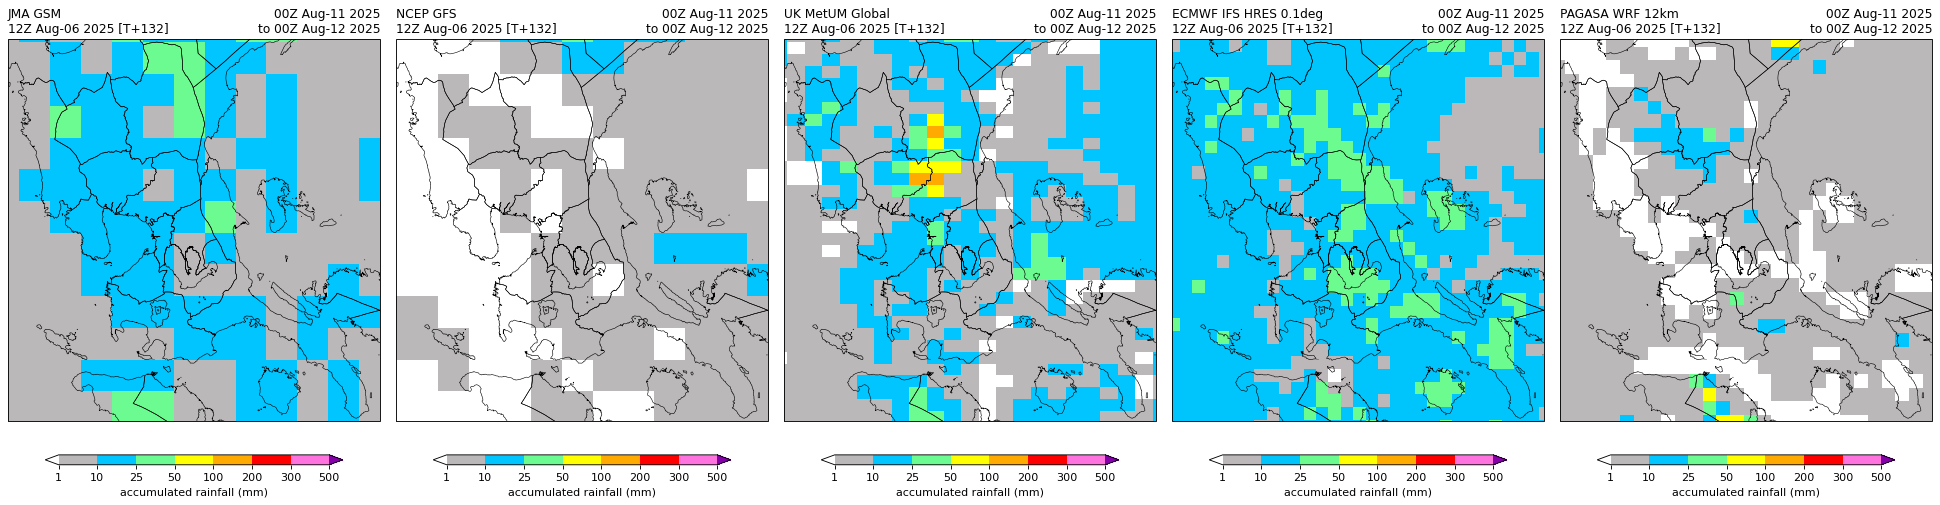 JMA GSM 00Z Aug-11 2025
12Z Aug-06 2025 [T+132] to 00Z Aug-12 2025
NCEP GFS 00Z Aug-11 2025
12Z Aug-06 2025 [T+132] to 00Z Aug-12 2025
UK MetUM Global 00Z Aug-11 2025
12Z Aug-06 2025 [T+132] to 00Z Aug-12 2025
ECMWF IFS HRES 0.1deg 00Z Aug-11 2025
12Z Aug-06 2025 [T+132] to 00Z Aug-12 2025
PAGASA WRF 12km 00Z Aug-11 2025
12Z Aug-06 2025 [T+132] to 00Z Aug-12 2025
1 10 25 50 100 200 300 500
accumulated rainfall (mm)
1 10 25 50 100 200 300 500
accumulated rainfall (mm)
1 10 25 50 100 200 300 500
accumulated rainfall (mm)
1 10 25 50 100 200 300 500
accumulated rainfall (mm)
1 10 25 50 100 200 300 500
accumulated rainfall (mm)